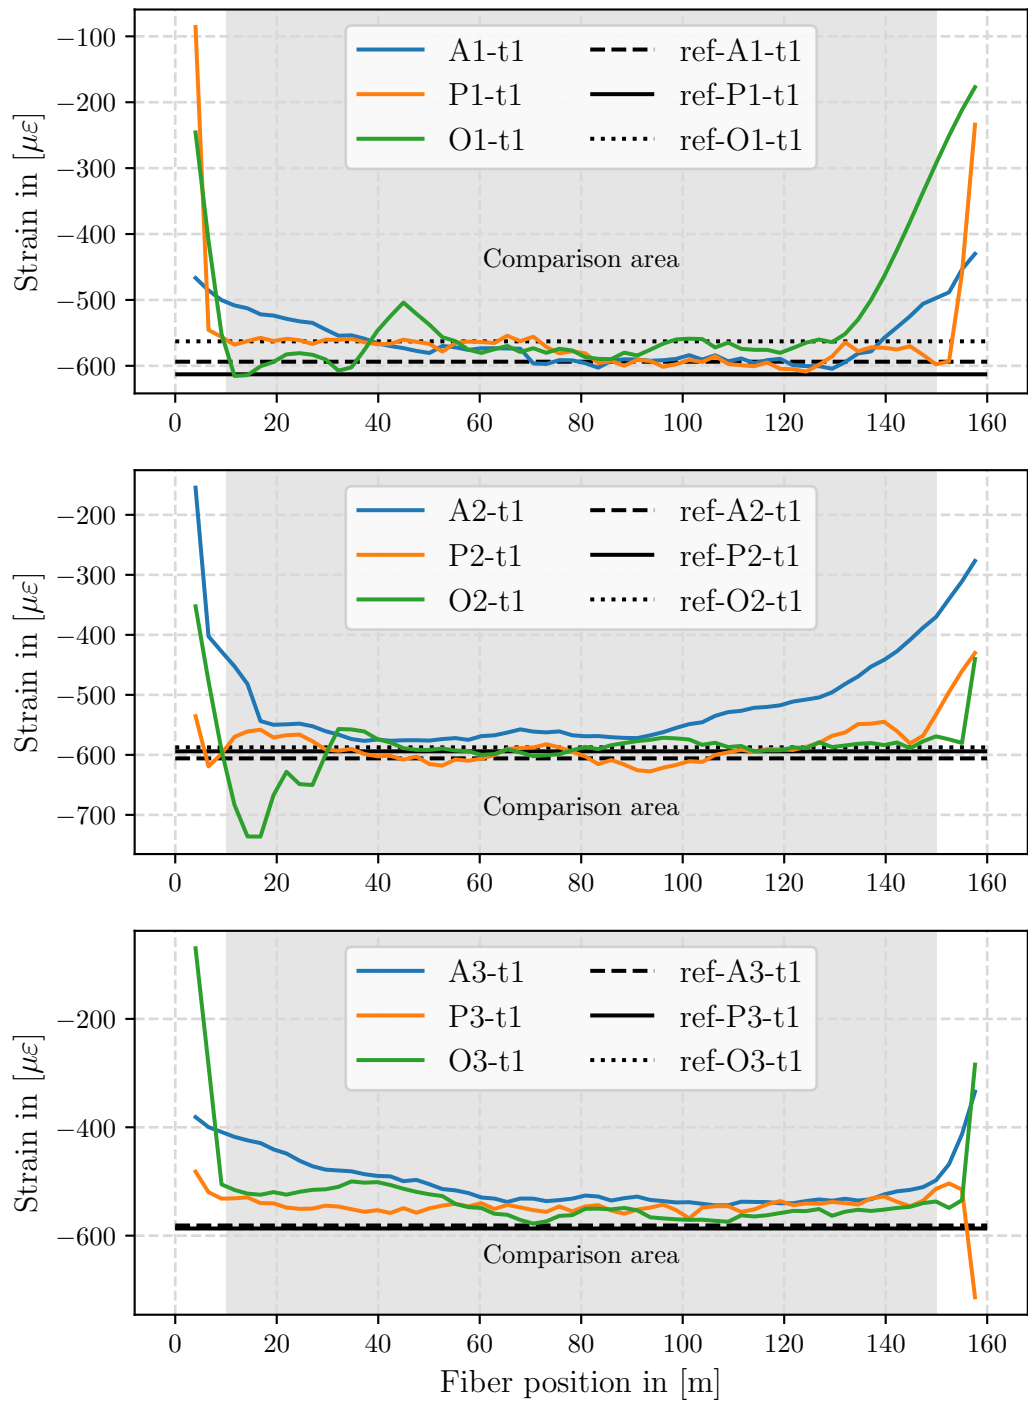 −100
−200
−300
−400
−500
−600
Strain in [με]
A1-t1
P1-t1
O1-t1
ref-A1-t1
ref-P1-t1
ref-O1-t1
Comparison area
0 20 40 60 80 100 120 140 160
−200
−300
−400
−500
−600
−700
Strain in [με]
A2-t1
P2-t1
O2-t1
ref-A2-t1
ref-P2-t1
ref-O2-t1
Comparison area
0 20 40 60 80 100 120 140 160
−200
−400
−600
Strain in [με]
A3-t1
P3-t1
O3-t1
ref-A3-t1
ref-P3-t1
ref-O3-t1
Comparison area
0 20 40 60 80 100 120 140 160
Fiber position in [m]